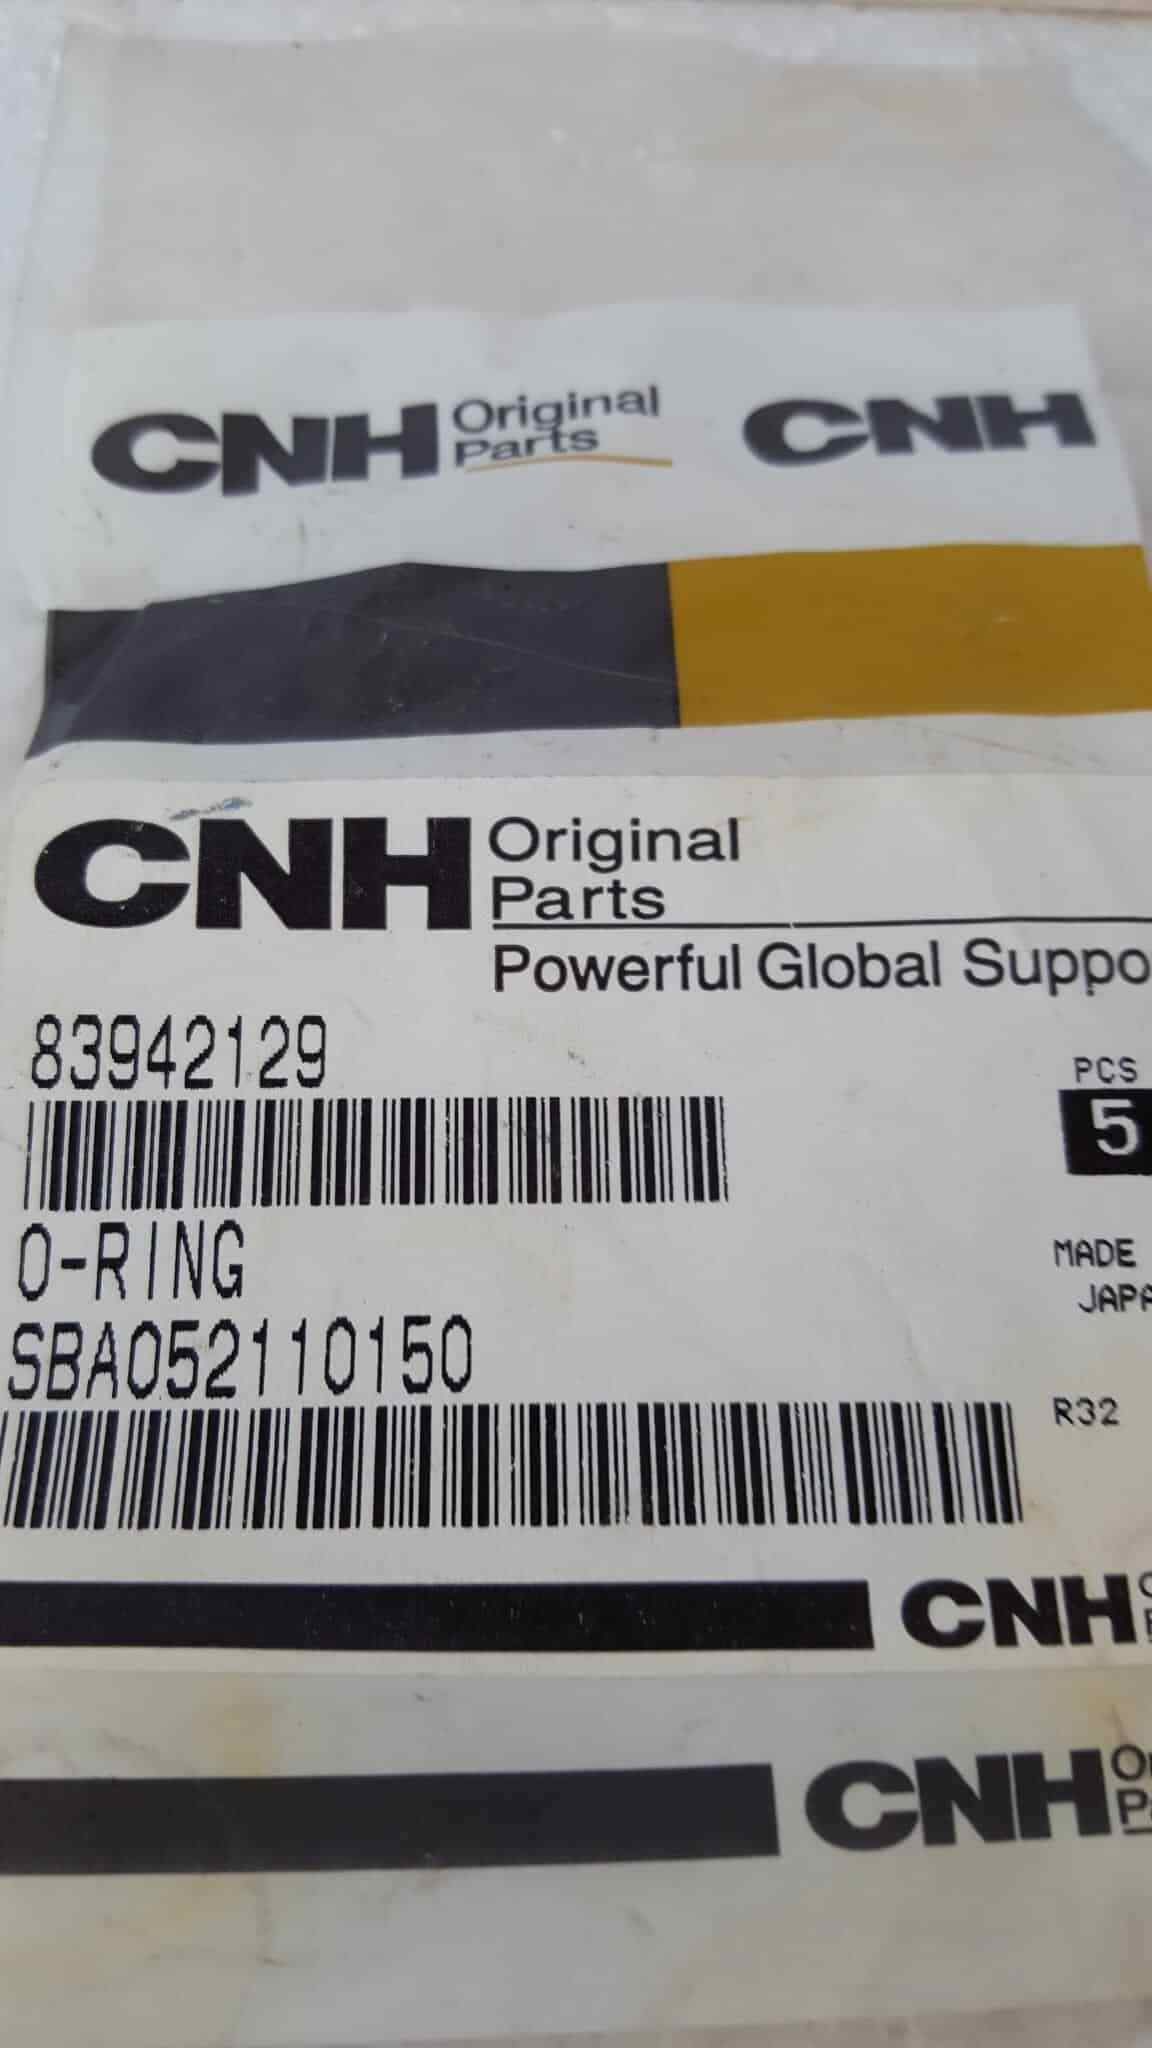 CNH Original Parts CNH
CNH Original
Parts
Powerful Global Suppo
83942129
PCS
5
O-RING
MADE
JAPA
SBA052110150
R32
CNH
CNH